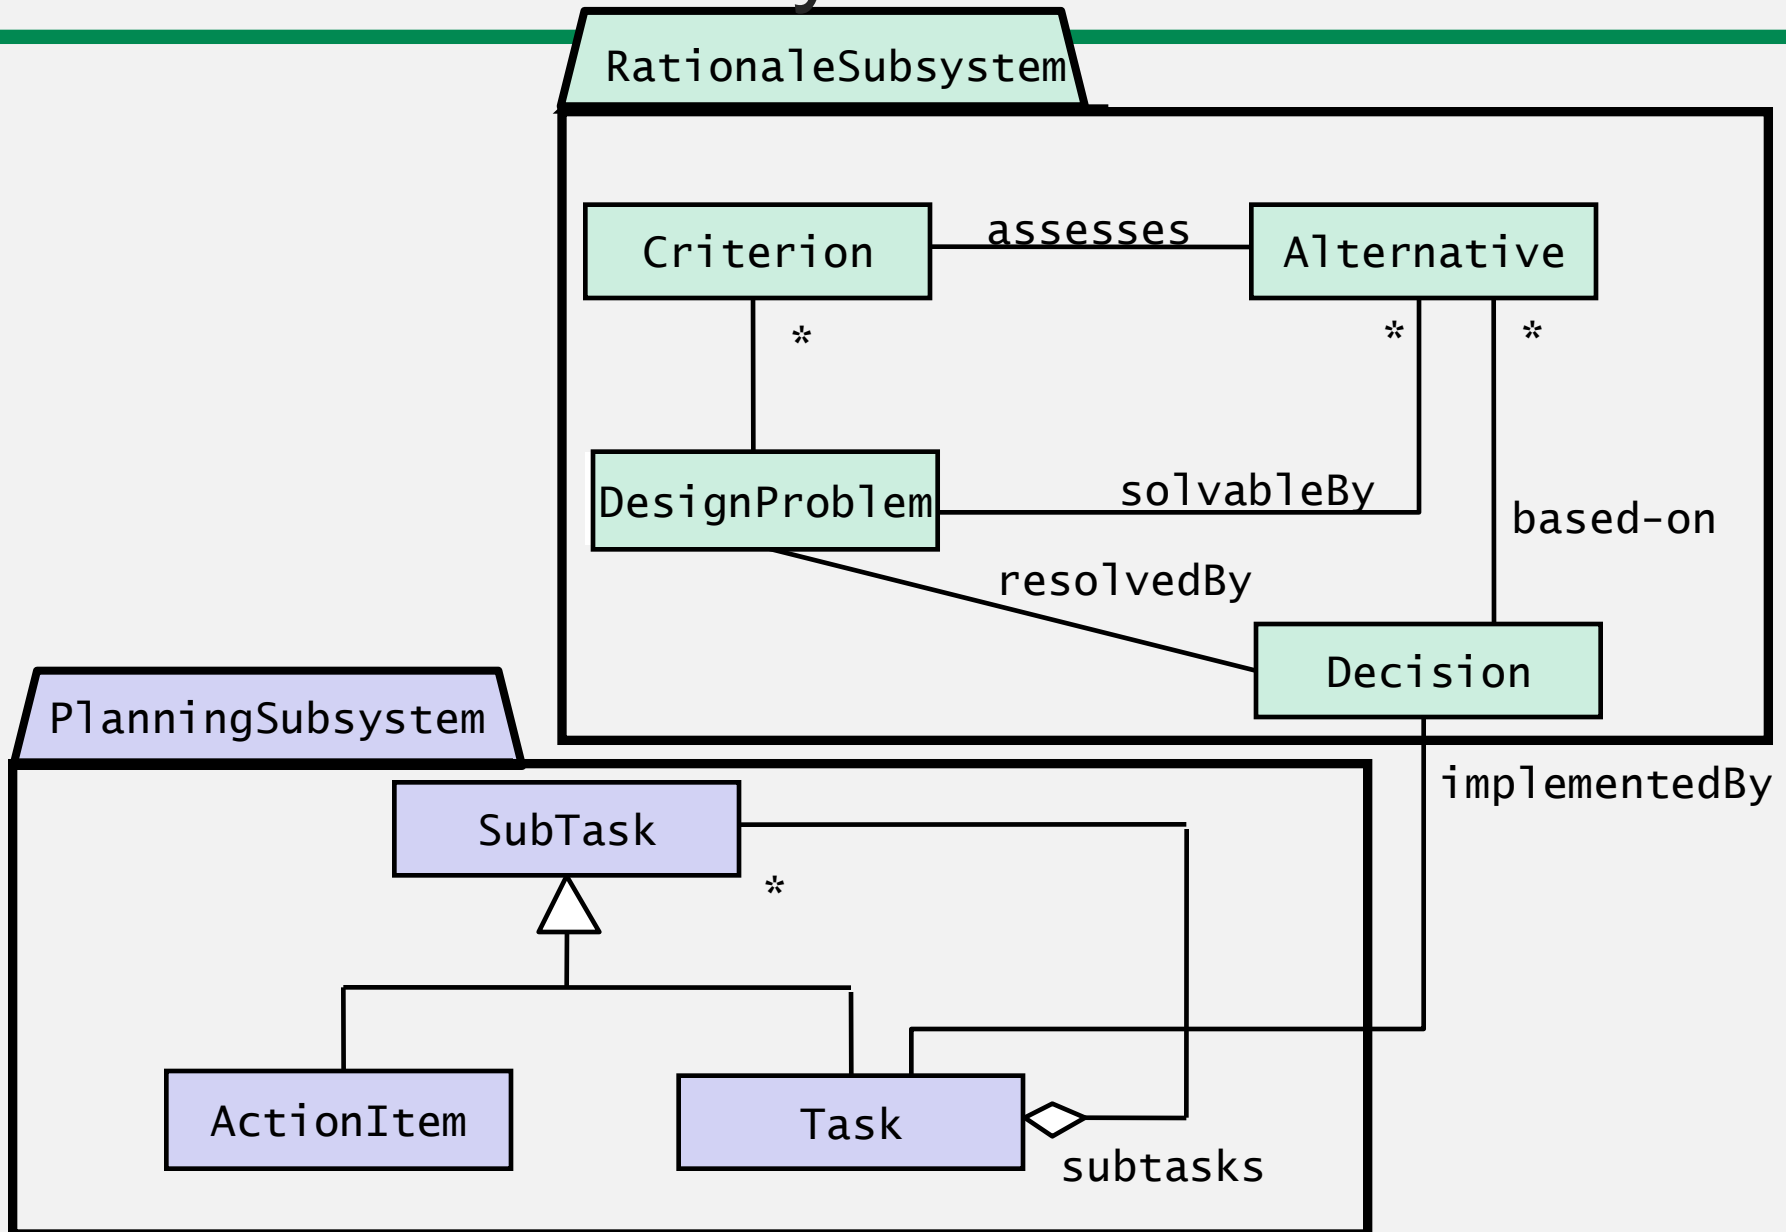 RationaleSubsystem
Criterion
assesses
Alternative
*
*
*
DesignProblem
solvableBy
based-on
resolvedBy
Decision
PlanningSubsystem
implementedBy
SubTask
*
ActionItem
Task
subtasks